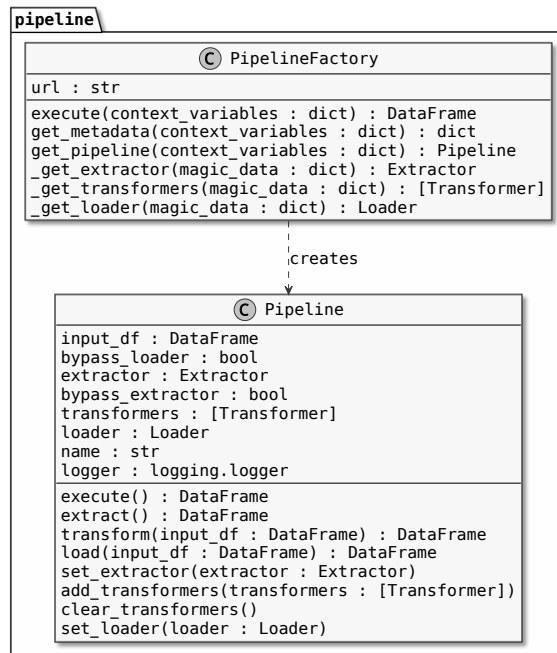 pipeline
C PipelineFactory
url : str
execute(context_variables : dict) : DataFrame
get_metadata(context_variables : dict) : dict
get_pipeline(context_variables : dict) : Pipeline
_get_extractor(magic_data : dict) : Extractor
_get_transformers(magic_data : dict) : [Transformer]
_get_loader(magic_data : dict) : Loader
creates
C Pipeline
input_df : DataFrame
bypass_loader : bool
extractor : Extractor
bypass_extractor : bool
transformers : [Transformer]
loader : Loader
name : str
logger : logging.logger
execute() : DataFrame
extract() : DataFrame
transform(input_df : DataFrame) : DataFrame
load(input_df : DataFrame) : DataFrame
set_extractor(extractor : Extractor)
add_transformers(transformers : [Transformer])
clear_transformers()
set_loader(loader : Loader)